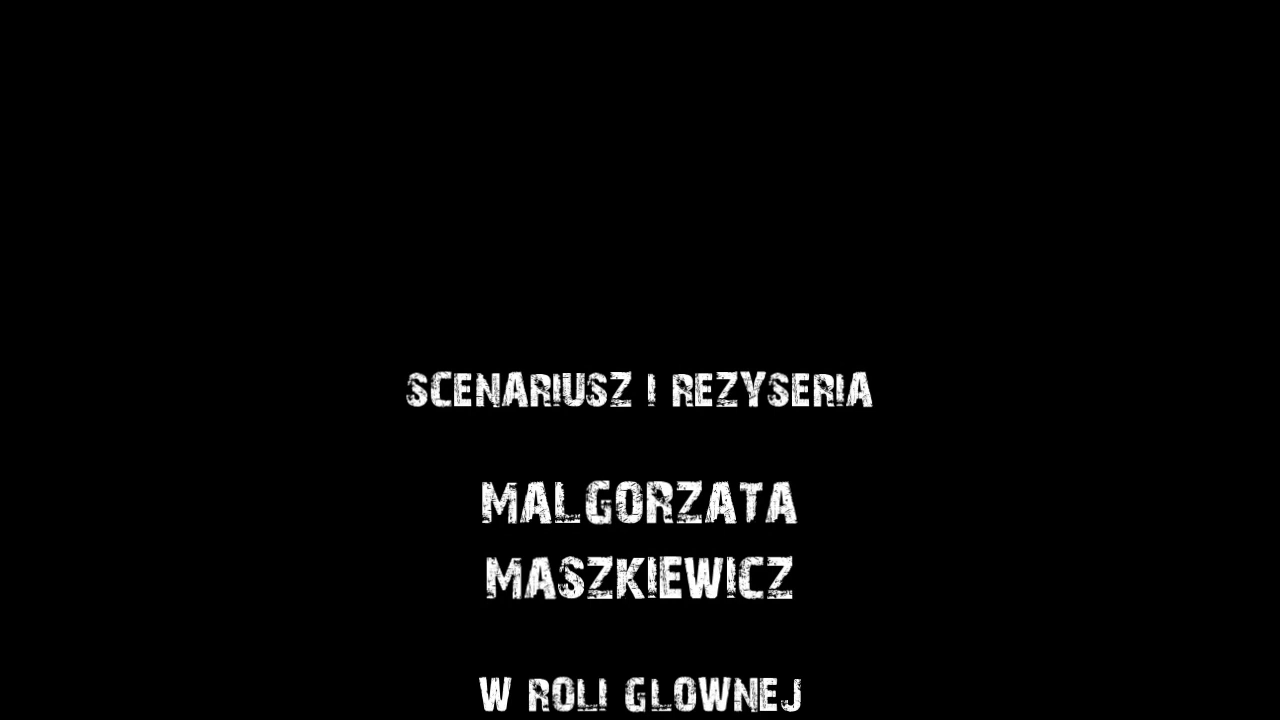 SCENARIUSZ I REZYSERIA
MALGORZATA
MASZKIEWICZ
W ROLI GLOWNEJ